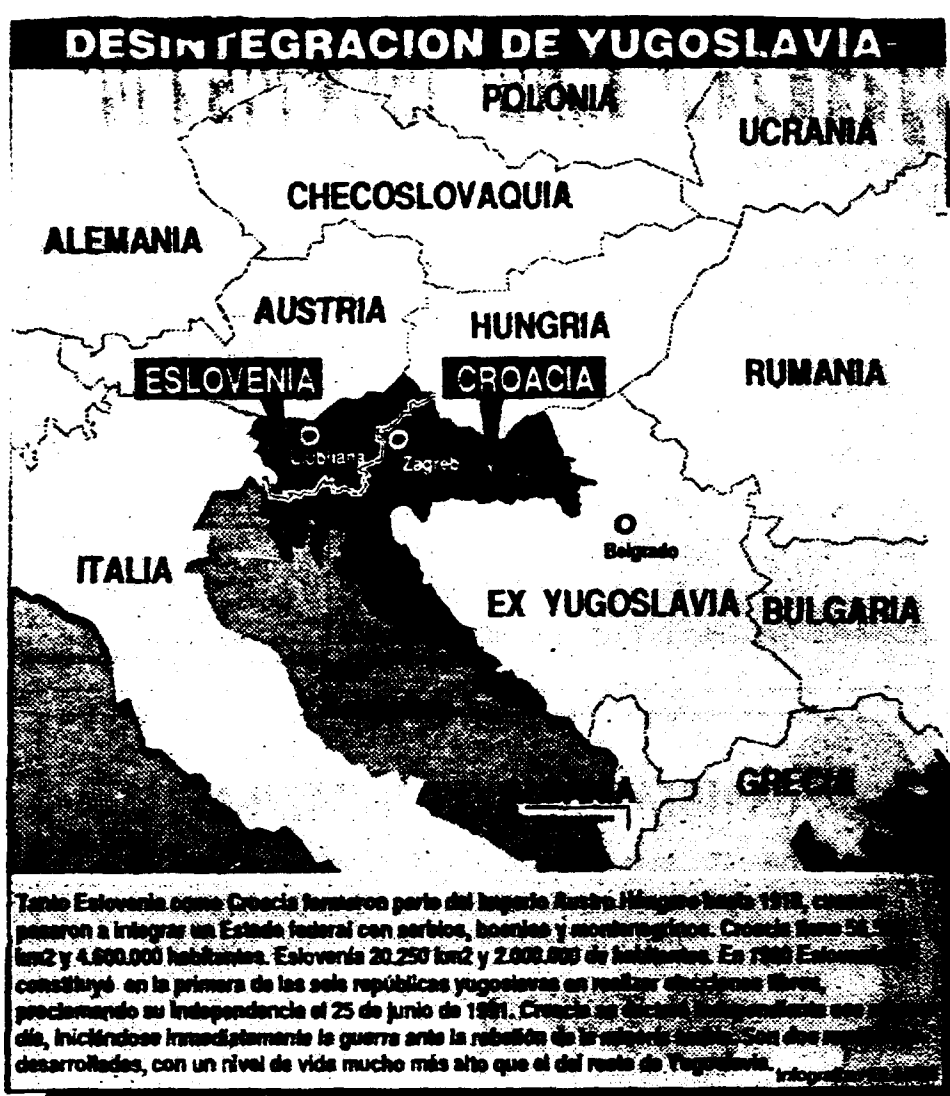 DESINTEGRACION DE YUGOSLAVIA
POLONIA
UCRANIA
CHECOSLOVAQUIA
ALEMANIA
AUSTRIA
HUNGRIA
ESLOVENIA
CROACIA
RUMANIA
Zagreb
Belgrado
ITALIA
EX YUGOSLAVIA
BULGARIA
GRECIA
Tanto Eslovenia como Croacia formaron parte del Imperio Austro Húngaro hasta 1918,
pasaron a integrar un Estado federal con serbios, bosnios y montenegrinos. Croacia tiene
km2 y 4.600.000 habitantes. Eslovenia 20.250 km2 y 2.000.000 de habitantes. En
constituyó en la primera de las seis repúblicas yugoslavas en realizar elecciones libres,
proclamando su independencia el 25 de junio de 1991. Croacia se
día, iniciándose inmediatamente la guerra ante la rebelión de la
desarrolladas, con un nivel de vida mucho más alto que el del resto de Yugoslavia.